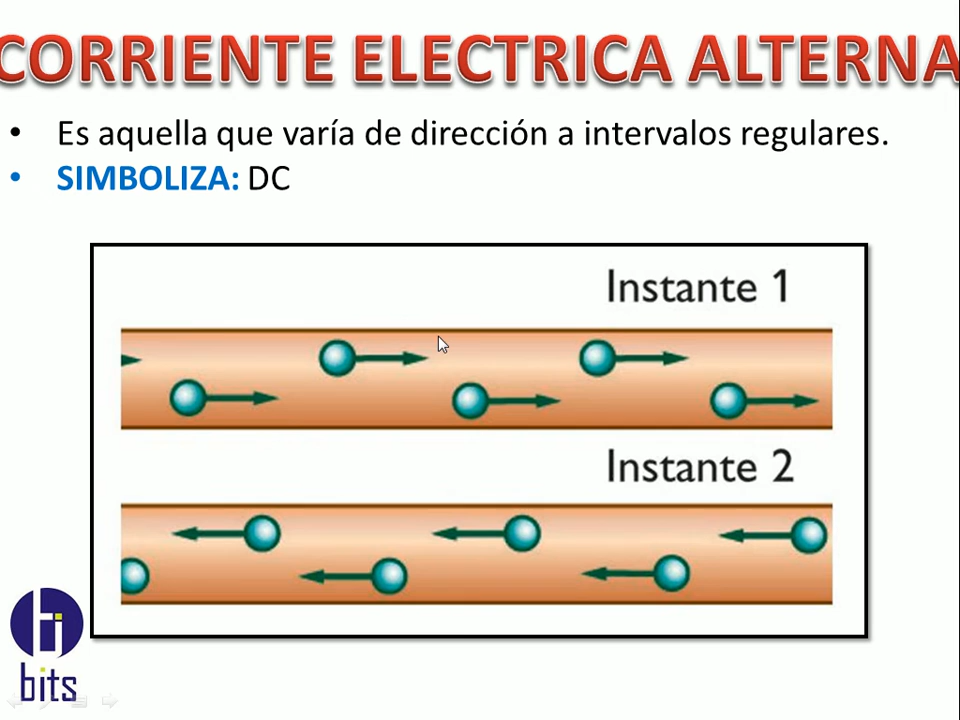 CORRIENTE ELECTRICA ALTERNA
• Es aquella que varía de dirección a intervalos regulares.
• SIMBOLIZA: DC
Instante 1
Instante 2
bits